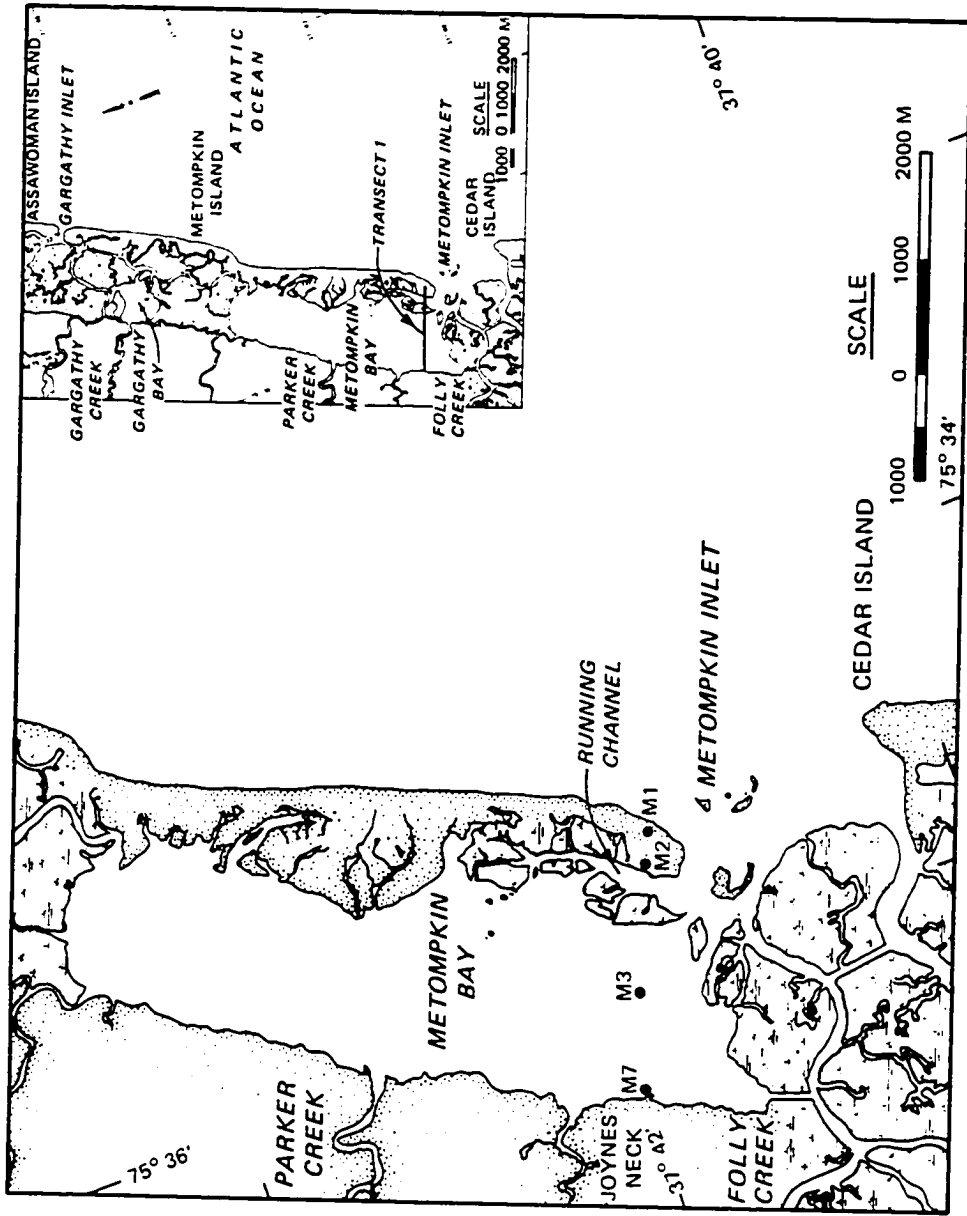 ASSAWOMAN ISLAND
GARGATHY INLET
GARGATHY
CREEK
GARGATHY
BAY
METOMPKIN
ISLAND
ATLANTIC
OCEAN
PARKER
CREEK
METOMPKIN
BAY
TRANSECT 1
FOLLY
CREEK
METOMPKIN INLET
CEDAR
ISLAND
SCALE
1000 0 1000 2000 M
75° 36'
PARKER
CREEK
METOMPKIN
BAY
RUNNING
CHANNEL
JOYNES
NECK
M7
M3
M2
M1
37° 42'
37° 40'
METOMPKIN INLET
FOLLY
CREEK
CEDAR ISLAND
SCALE
1000 0 1000 2000 M
75° 34'